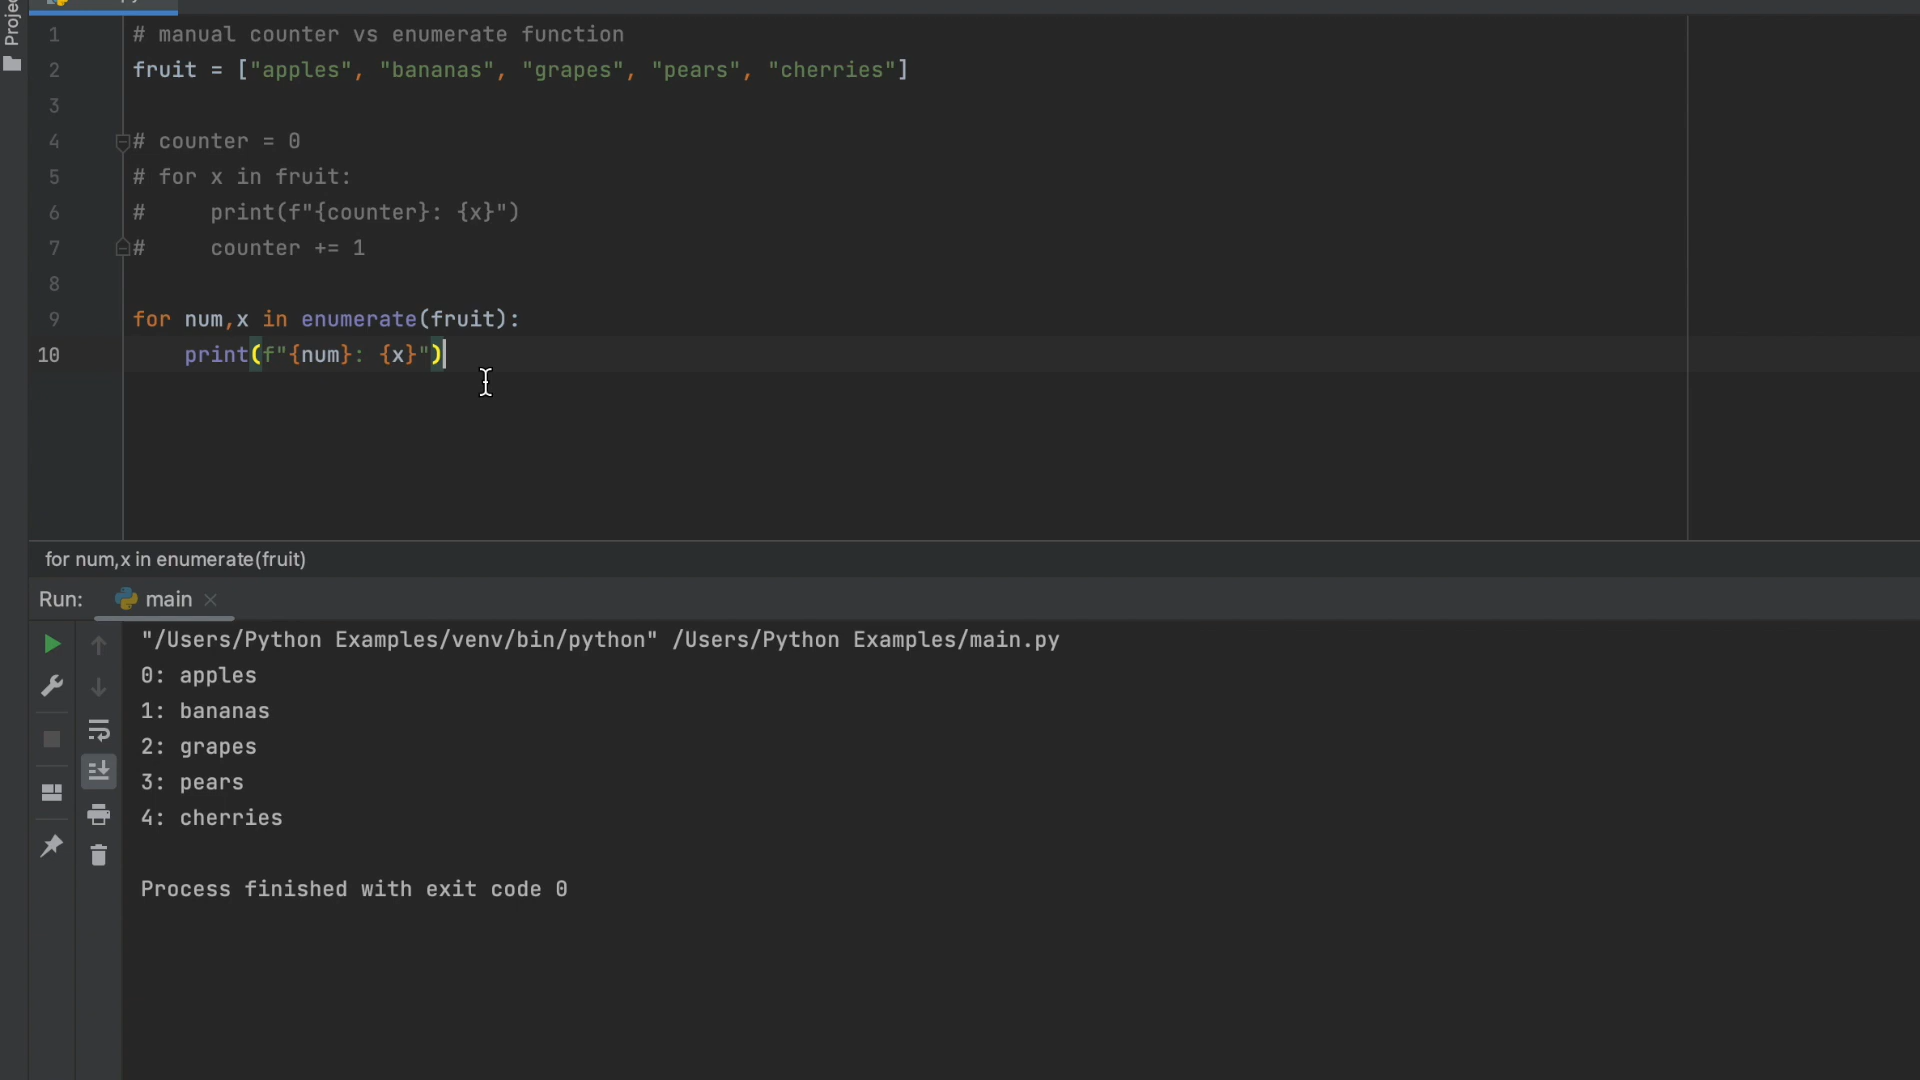 Projec
1 # manual counter vs enumerate function
2 fruit = ["apples", "bananas", "grapes", "pears", "cherries"]
3
4 # counter = 0
5 # for x in fruit:
6 #     print(f"{counter}: {x}")
7 #     counter += 1
8
9 for num,x in enumerate(fruit):
10     print(f"{num}: {x}")
for num,x in enumerate(fruit)
Run: main
"/Users/Python Examples/venv/bin/python" /Users/Python Examples/main.py
0: apples
1: bananas
2: grapes
3: pears
4: cherries
Process finished with exit code 0